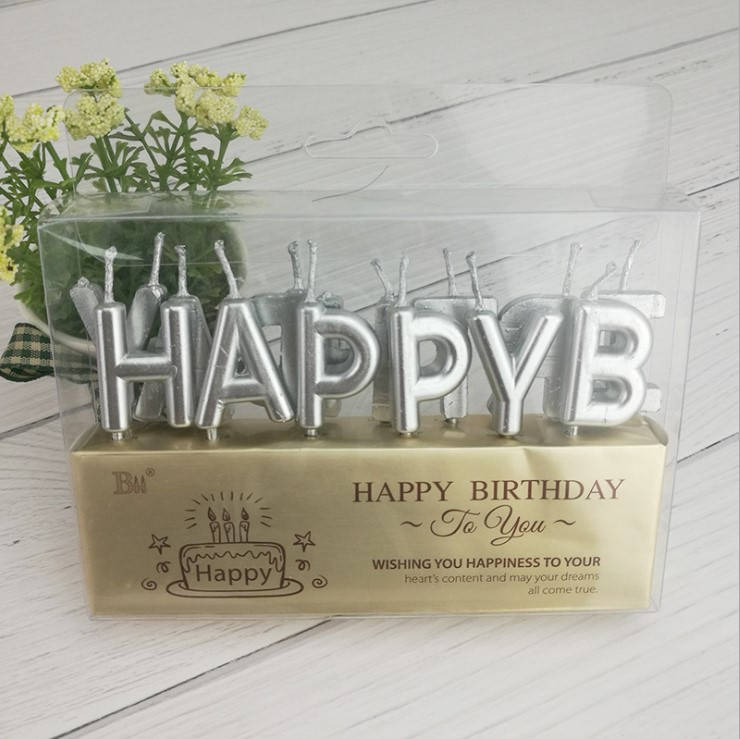 HAPPYB
BH®
HAPPY BIRTHDAY
~ To You ~
Happy
WISHING YOU HAPPINESS TO YOUR
heart's content and may your dreams
all come true.